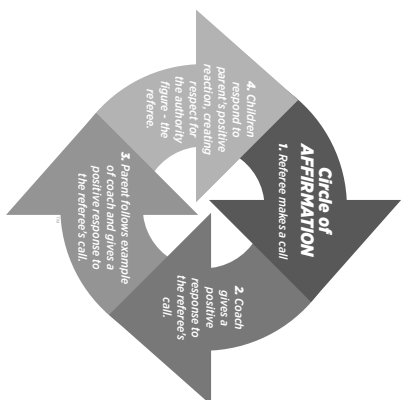 Circle of
AFFIRMATION
1. Referee makes a call
2. Coach
gives a
positive
response to
the referee's
call.
3. Parent follows example
of coach and gives a
positive response to
the referee's call.
4. Children
respond to
parent's positive
reaction, creating
respect for
the authority
figure - the
referee.
TM